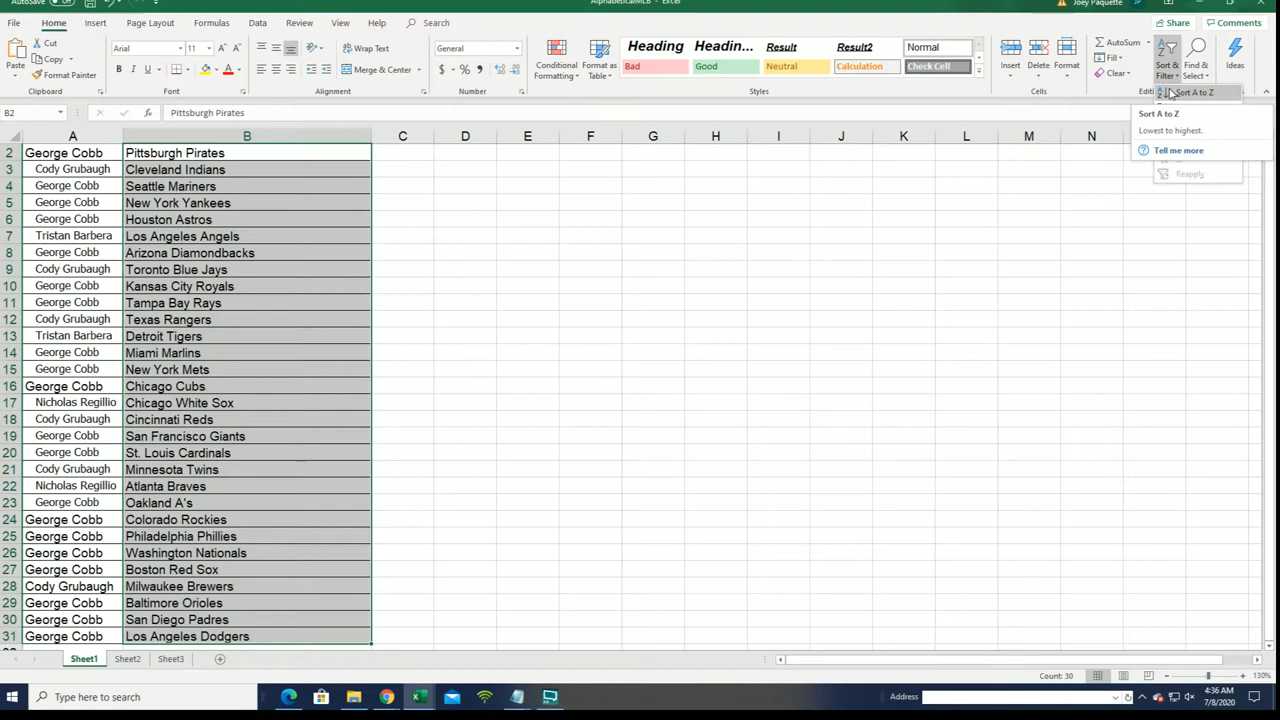 AutoSave Off AlphabeticalMLB - Excel Joey Paquette JP
File Home Insert Page Layout Formulas Data Review View Help Search Share Comments
Paste Cut Copy Format Painter Clipboard
Arial 11 A A B I U A Font
Wrap Text Merge & Center Alignment
General $ % , Number
Conditional Formatting Format as Table
Heading Headin... Result Result2 Normal
Bad Good Neutral Calculation Check Cell
Styles
Insert Delete Format Cells
AutoSum Fill Clear Sort & Filter Find & Select Ideas
Sort A to Z
Sort A to Z
Lowest to highest.
Tell me more
Reapply
B2 fx Pittsburgh Pirates
A B C D E F G H I J K L M N
2 George Cobb Pittsburgh Pirates
3 Cody Grubaugh Cleveland Indians
4 George Cobb Seattle Mariners
5 George Cobb New York Yankees
6 George Cobb Houston Astros
7 Tristan Barbera Los Angeles Angels
8 George Cobb Arizona Diamondbacks
9 Cody Grubaugh Toronto Blue Jays
10 George Cobb Kansas City Royals
11 George Cobb Tampa Bay Rays
12 Cody Grubaugh Texas Rangers
13 Tristan Barbera Detroit Tigers
14 George Cobb Miami Marlins
15 George Cobb New York Mets
16 George Cobb Chicago Cubs
17 Nicholas Regillio Chicago White Sox
18 Cody Grubaugh Cincinnati Reds
19 George Cobb San Francisco Giants
20 George Cobb St. Louis Cardinals
21 Cody Grubaugh Minnesota Twins
22 Nicholas Regillio Atlanta Braves
23 George Cobb Oakland A's
24 George Cobb Colorado Rockies
25 George Cobb Philadelphia Phillies
26 George Cobb Washington Nationals
27 George Cobb Boston Red Sox
28 Cody Grubaugh Milwaukee Brewers
29 George Cobb Baltimore Orioles
30 George Cobb San Diego Padres
31 George Cobb Los Angeles Dodgers
Sheet1 Sheet2 Sheet3
Count: 30 130%
Type here to search Address 4:36 AM
7/8/2020